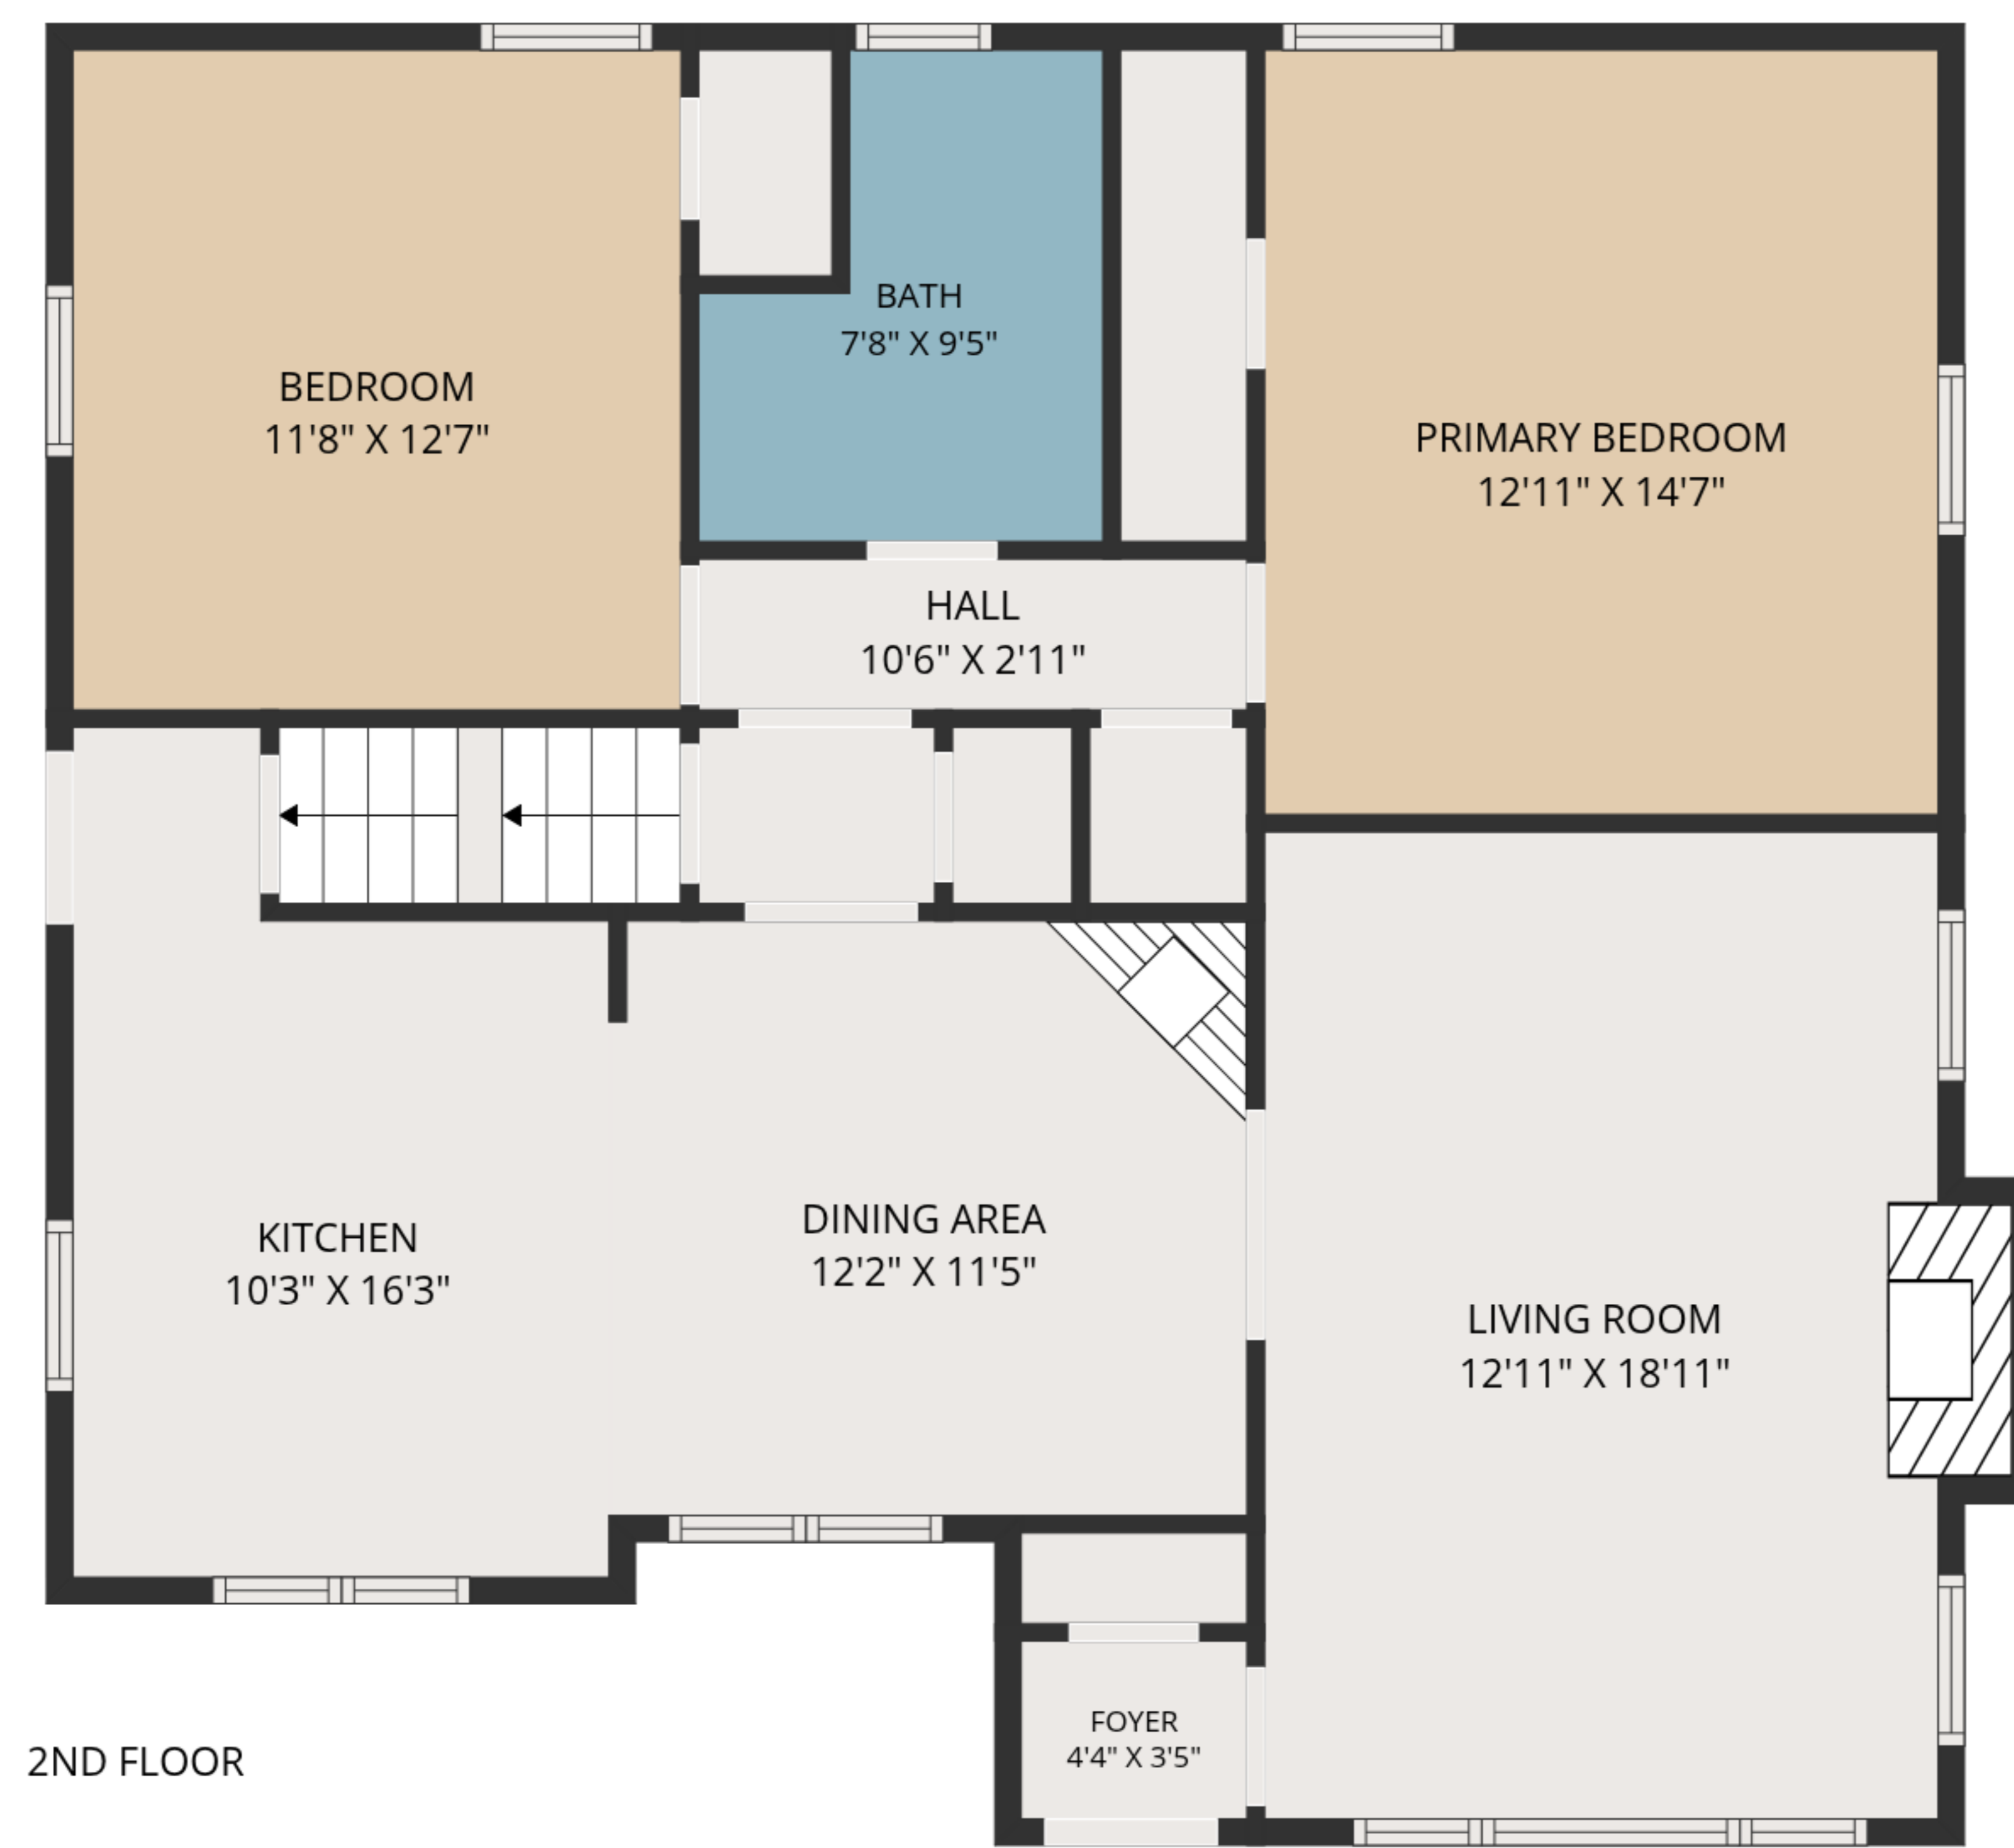 BATH
7'8" X 9'5"
BEDROOM
11'8" X 12'7"
PRIMARY BEDROOM
12'11" X 14'7"
HALL
10'6" X 2'11"
KITCHEN
10'3" X 16'3"
DINING AREA
12'2" X 11'5"
LIVING ROOM
12'11" X 18'11"
FOYER
4'4" X 3'5"
2ND FLOOR